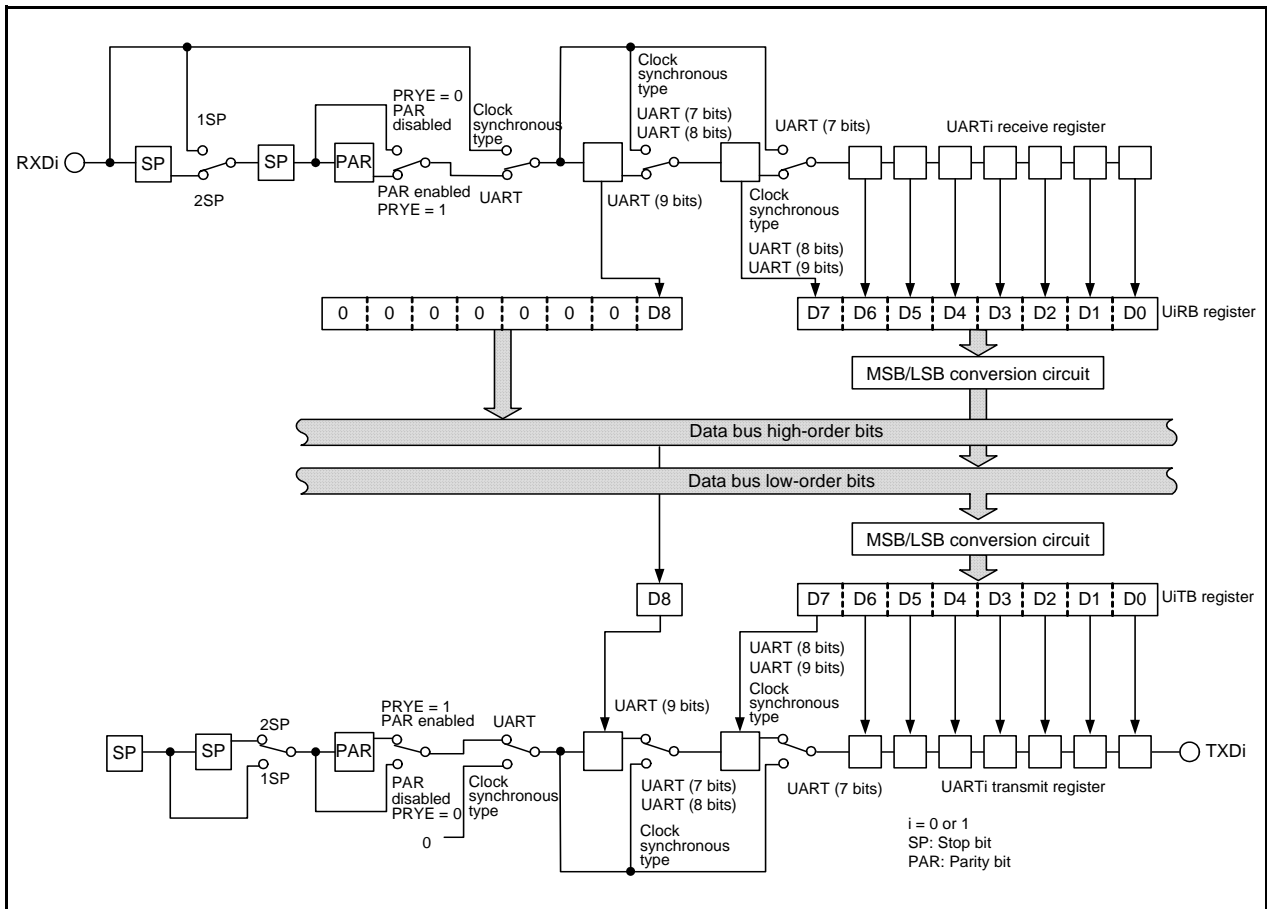 1SP
PRYE = 0
PAR
disabled
Clock
synchronous
type
Clock
synchronous
type
UART (7 bits)
UART (8 bits)
UART (7 bits)
UARTi receive register
RXDi
SP
SP
PAR
2SP
PAR enabled
PRYE = 1
UART
UART (9 bits)
Clock
synchronous
type
UART (8 bits)
UART (9 bits)
0 0 0 0 0 0 0 D8
D7 D6 D5 D4 D3 D2 D1 D0
UiRB register
MSB/LSB conversion circuit
Data bus high-order bits
Data bus low-order bits
MSB/LSB conversion circuit
D8
D7 D6 D5 D4 D3 D2 D1 D0
UiTB register
UART (8 bits)
UART (9 bits)
Clock
synchronous
type
UART (9 bits)
PRYE = 1
PAR enabled
UART
2SP
SP
SP
PAR
TXDi
1SP
PAR
disabled
PRYE = 0
Clock
synchronous
type
0
UART (7 bits)
UART (8 bits)
Clock
synchronous
type
UART (7 bits)
UARTi transmit register
i = 0 or 1
SP: Stop bit
PAR: Parity bit